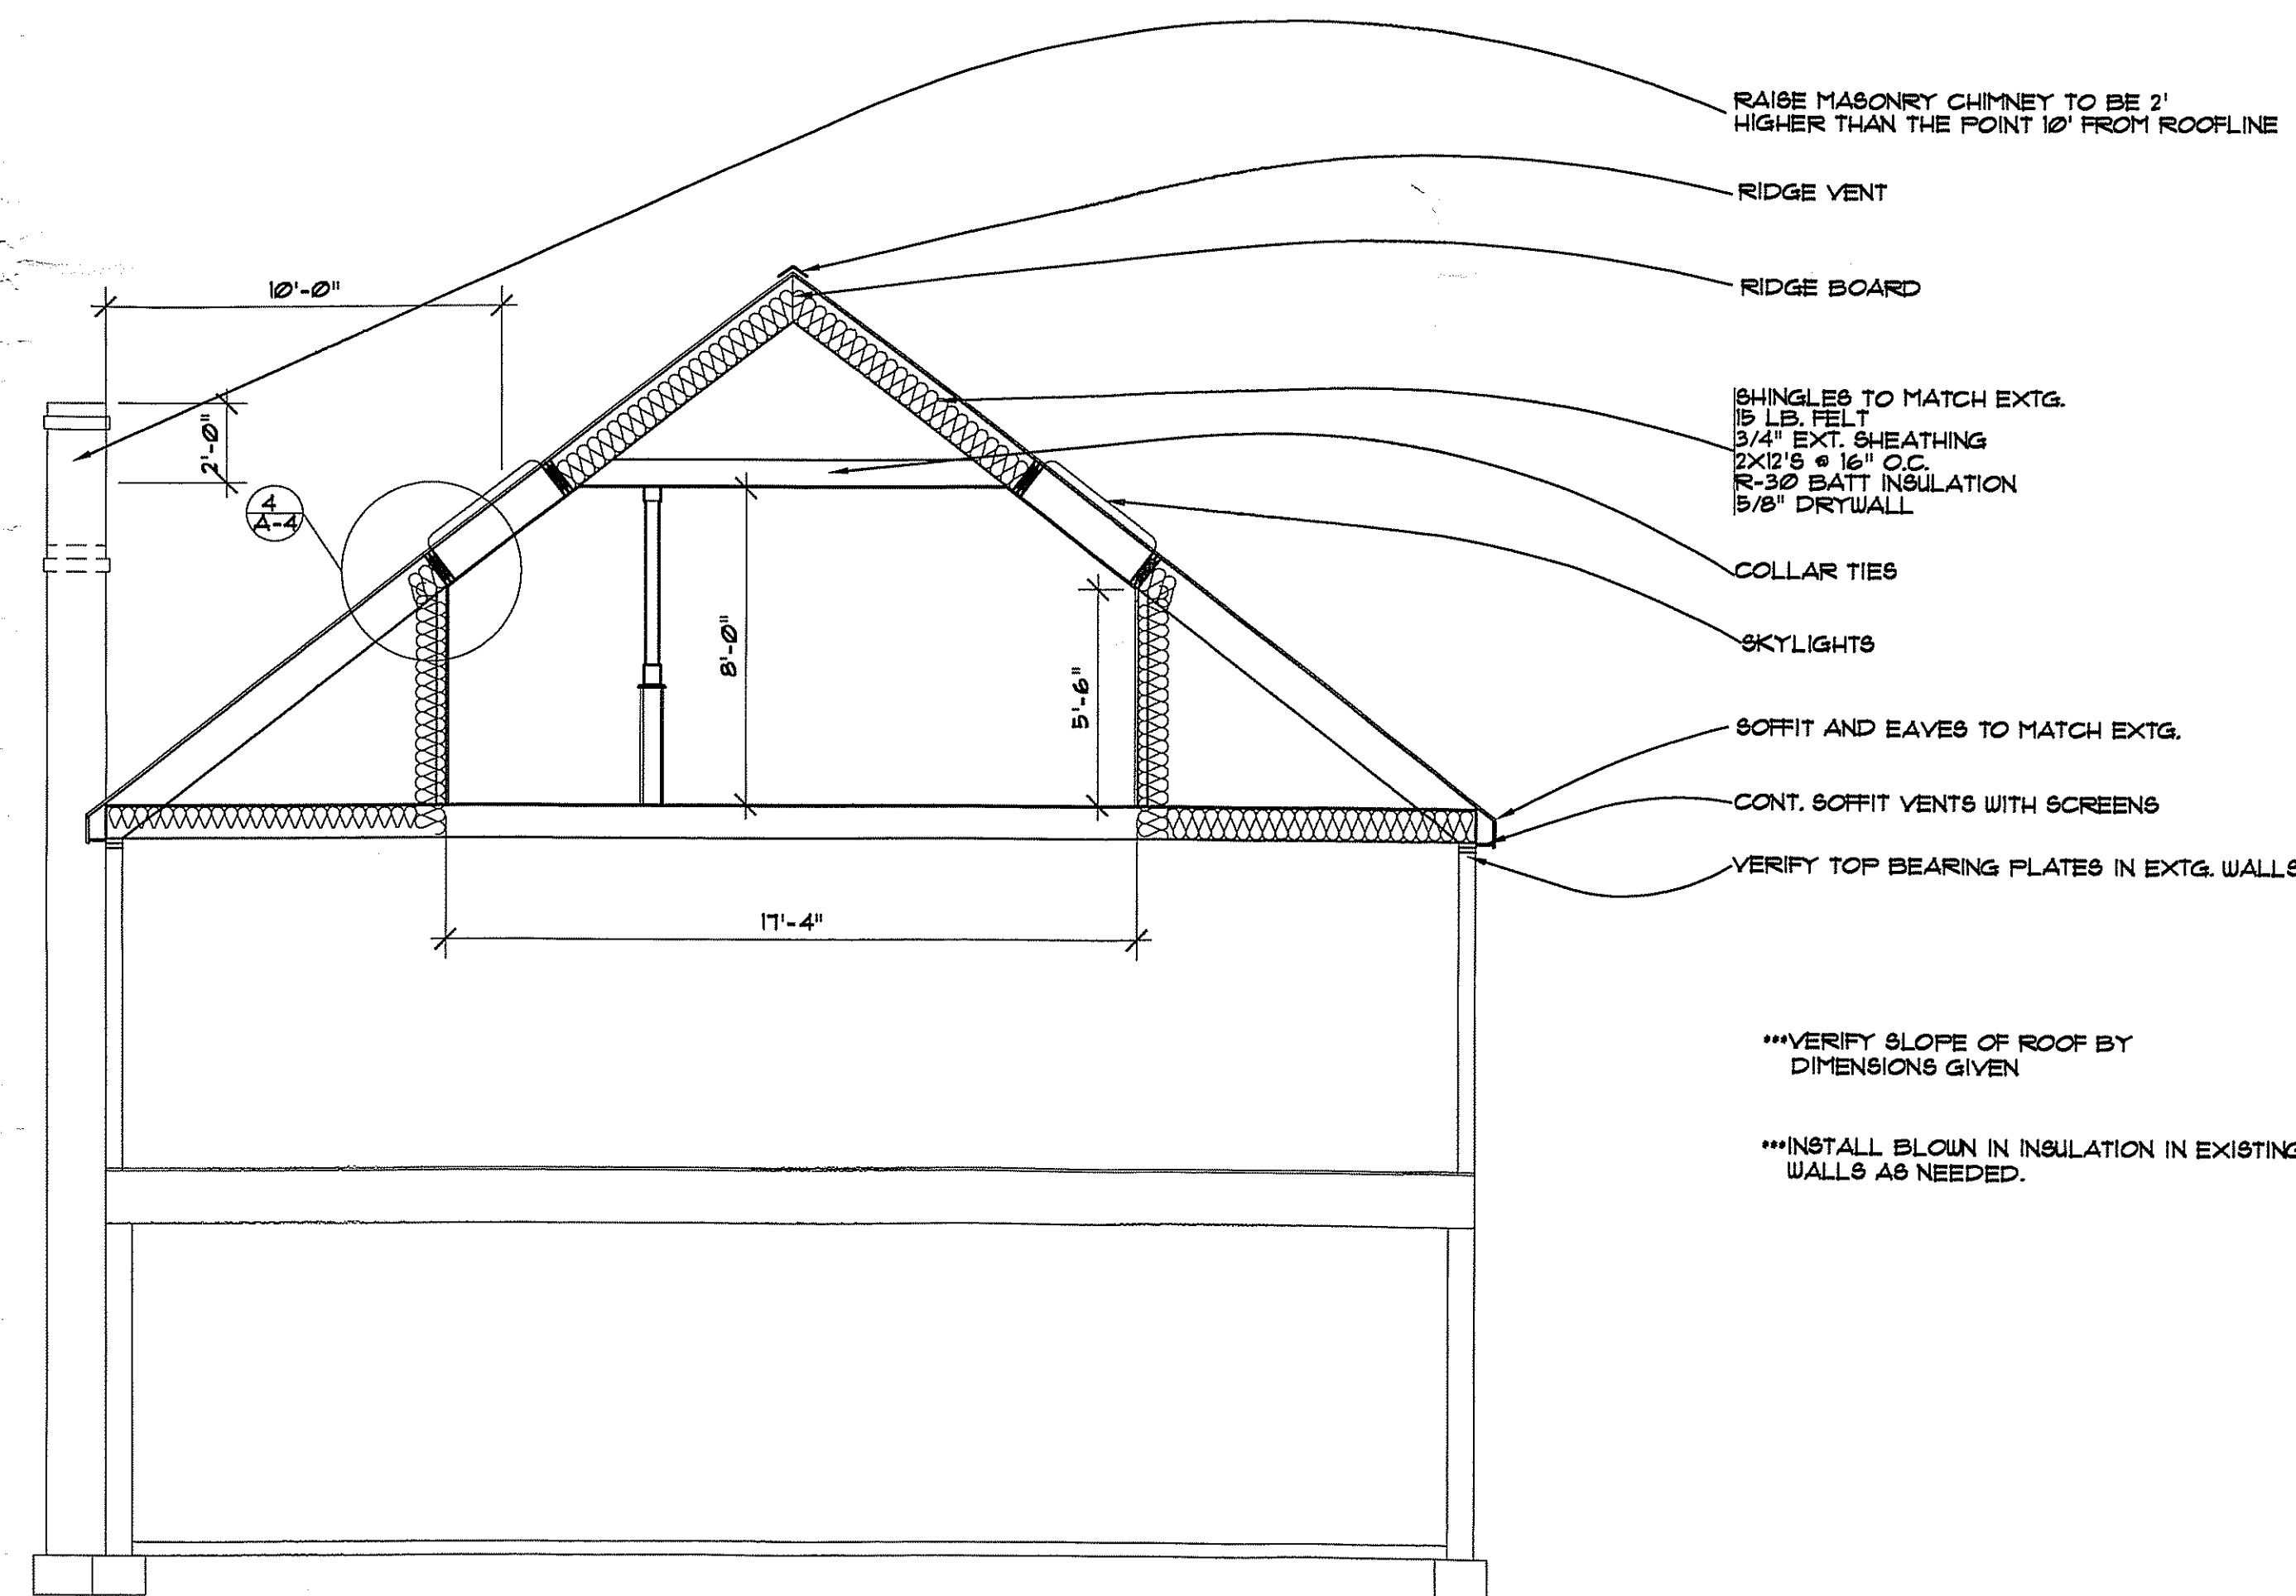 RAISE MASONRY CHIMNEY TO BE 2'
HIGHER THAN THE POINT 10' FROM ROOFLINE
RIDGE VENT
RIDGE BOARD
10'-0"
SHINGLES TO MATCH EXTG.
15 LB. FELT
3/4" EXT. SHEATHING
2X12'S @ 16" O.C.
R-30 BATT INSULATION
5/8" DRYWALL
2'-0"
4
A-4
COLLAR TIES
8'-0"
SKYLIGHTS
5'-6"
SOFFIT AND EAVES TO MATCH EXTG.
CONT. SOFFIT VENTS WITH SCREENS
VERIFY TOP BEARING PLATES IN EXTG. WALLS
17'-4"
***VERIFY SLOPE OF ROOF BY
DIMENSIONS GIVEN
***INSTALL BLOWN IN INSULATION IN EXISTING
WALLS AS NEEDED.